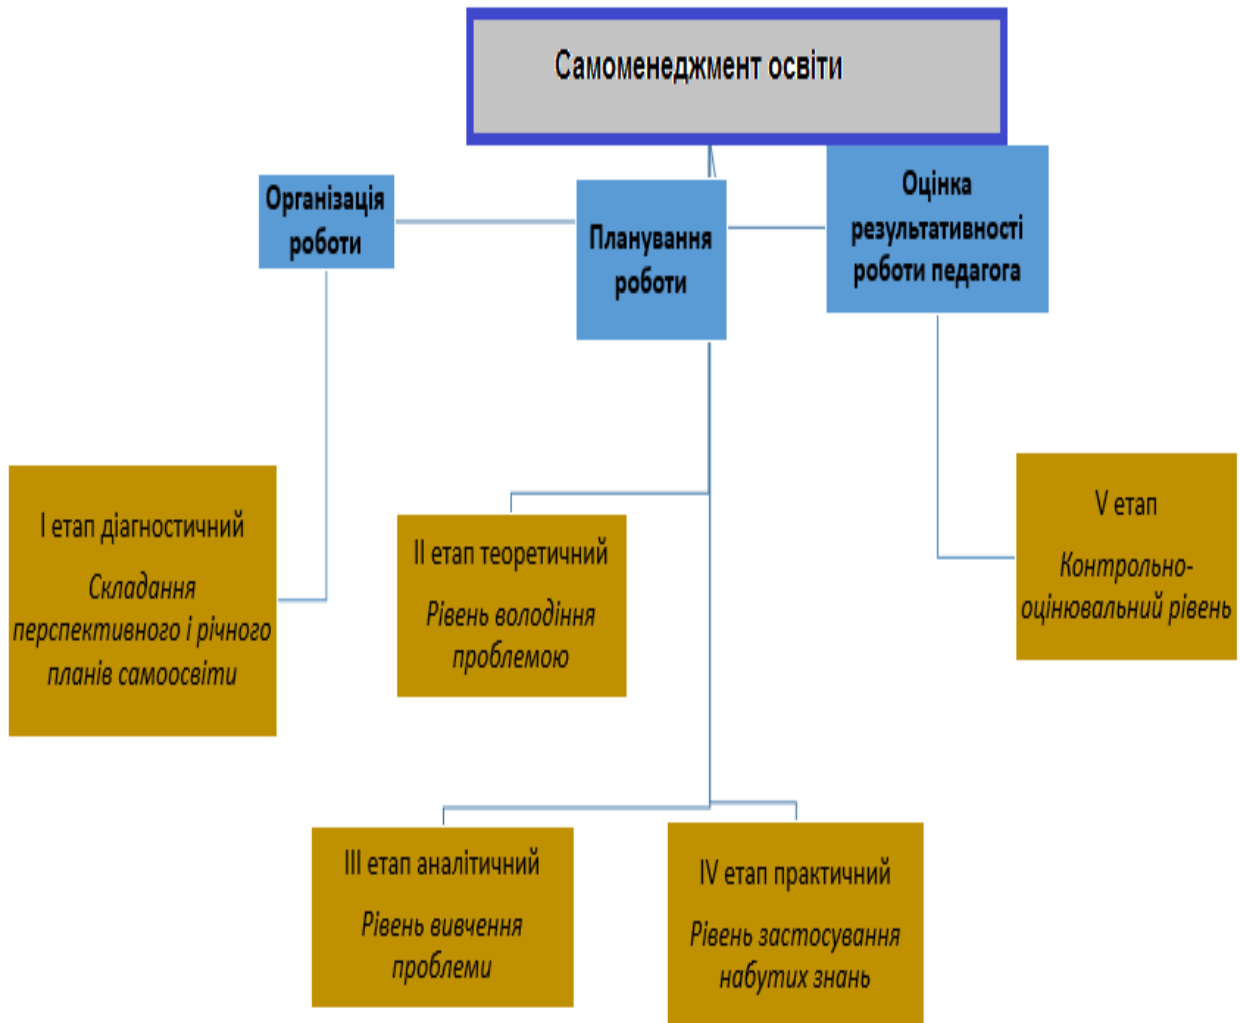 Самоменеджмент освіти
Організація
роботи
Планування
роботи
Оцінка
результативності
роботи педагога
І етап діагностичний
Складання
перспективного і річного
планів самоосвіти
ІІ етап теоретичний
Рівень володіння
проблемою
V етап
Контрольно-
оцінювальний рівень
ІІІ етап аналітичний
Рівень вивчення
проблеми
IV етап практичний
Рівень застосування
набутих знань